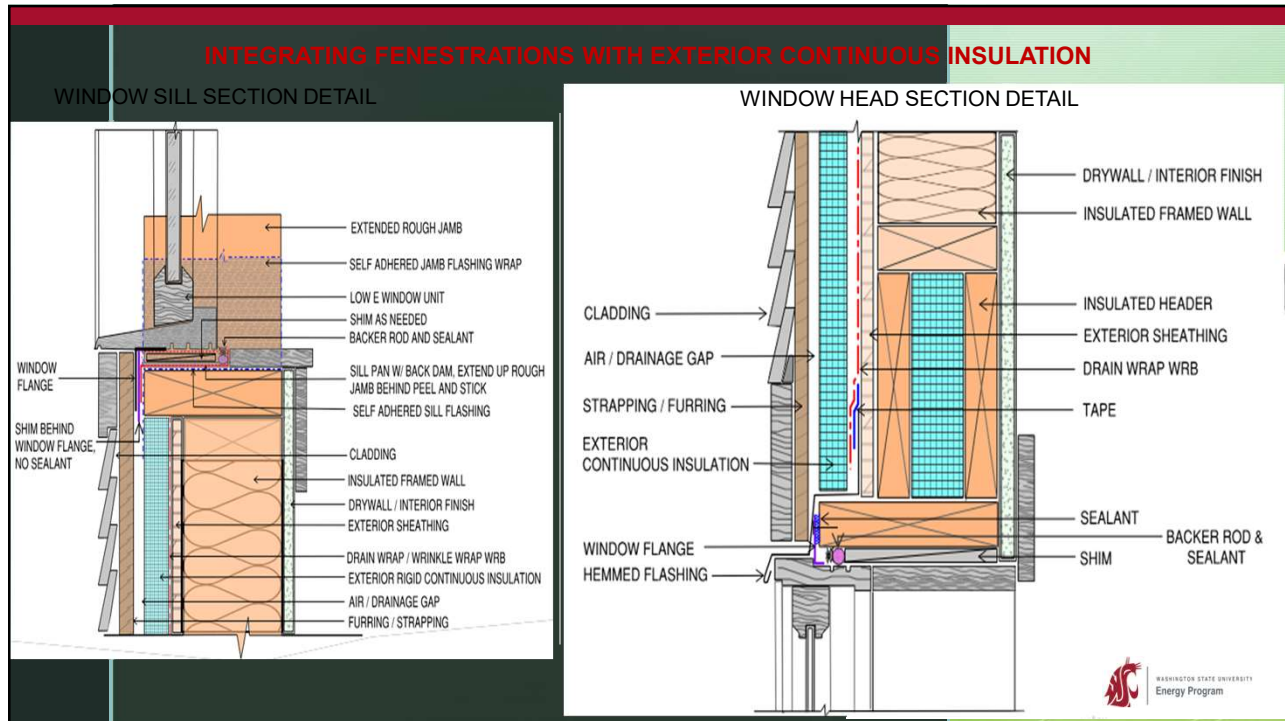 INTEGRATING FENESTRATIONS WITH EXTERIOR CONTINUOUS INSULATION
WINDOW SILL SECTION DETAIL
EXTENDED ROUGH JAMB
SELF ADHERED JAMB FLASHING WRAP
LOW E WINDOW UNIT
SHIM AS NEEDED
BACKER ROD AND SEALANT
WINDOW
FLANGE
SILL PAN W/ BACK DAM, EXTEND UP ROUGH
JAMB BEHIND PEEL AND STICK
SELF ADHERED SILL FLASHING
SHIM BEHIND
WINDOW FLANGE,
NO SEALANT
CLADDING
INSULATED FRAMED WALL
DRYWALL / INTERIOR FINISH
EXTERIOR SHEATHING
DRAIN WRAP / WRINKLE WRAP WRB
EXTERIOR RIGID CONTINUOUS INSULATION
AIR / DRAINAGE GAP
FURRING / STRAPPING
WINDOW HEAD SECTION DETAIL
CLADDING
AIR / DRAINAGE GAP
STRAPPING / FURRING
EXTERIOR
CONTINUOUS INSULATION
WINDOW FLANGE
HEMMED FLASHING
DRYWALL / INTERIOR FINISH
INSULATED FRAMED WALL
INSULATED HEADER
EXTERIOR SHEATHING
DRAIN WRAP WRB
TAPE
SEALANT
BACKER ROD &
SEALANT
SHIM
WASHINGTON STATE UNIVERSITY
Energy Program